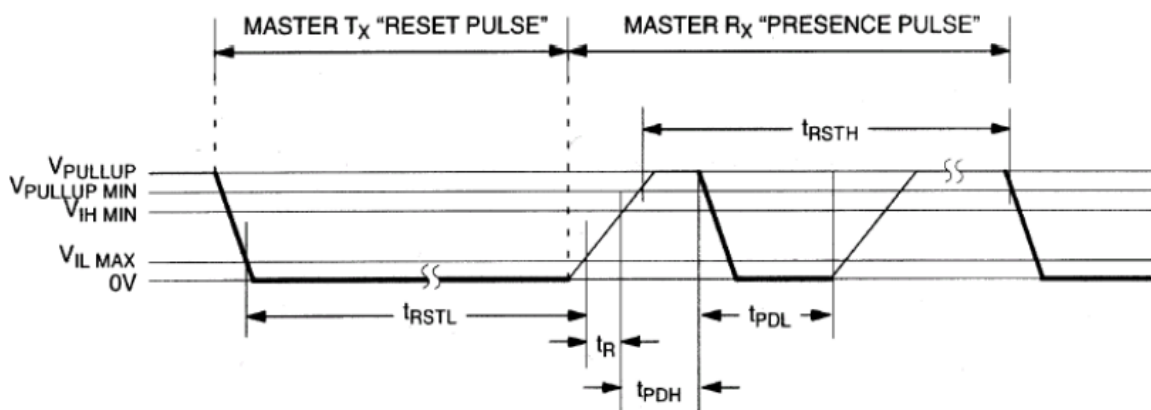 MASTER TX "RESET PULSE"
MASTER RX "PRESENCE PULSE"
tRSTH
VPULLUP
VPULLUP MIN
VIH MIN
VIL MAX
0V
tRSTL
tPDL
tR
tPDH